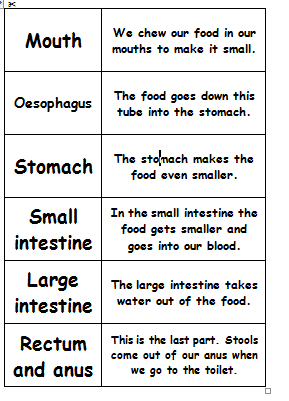 Mouth
We chew our food in our
mouths to make it small.
Oesophagus
The food goes down this
tube into the stomach.
Stomach
The stomach makes the
food even smaller.
Small
intestine
In the small intestine the
food gets smaller and
goes into our blood.
Large
intestine
The large intestine takes
water out of the food.
Rectum
and anus
This is the last part. Stools
come out of our anus when
we go to the toilet.